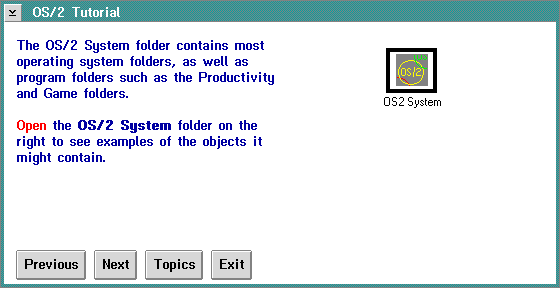 OS/2 Tutorial
The OS/2 System folder contains most
operating system folders, as well as
program folders such as the Productivity
and Game folders.
Open the OS/2 System folder on the
right to see examples of the objects it
might contain.
OS/2
OS2 System
Previous Next Topics Exit